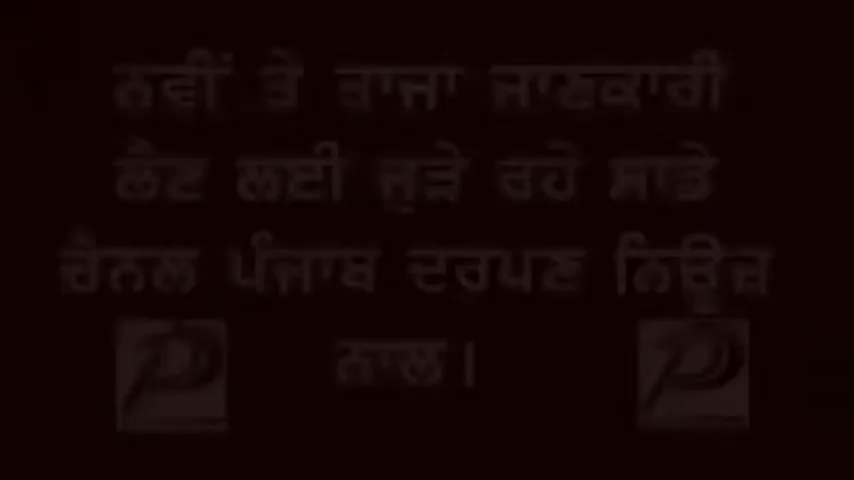 ਨਵੀਂ ਤੇ ਰਾਜਾਂ ਜਾਣਕਾਰੀ
ਲੈਣ ਲਈ ਜੁੜੇ ਰਹੋ ਸਾਡੇ
ਚੈਨਲ ਪੰਜਾਬ ਦਰਪਣ ਨਿਊਜ਼
ਨਾਲ।